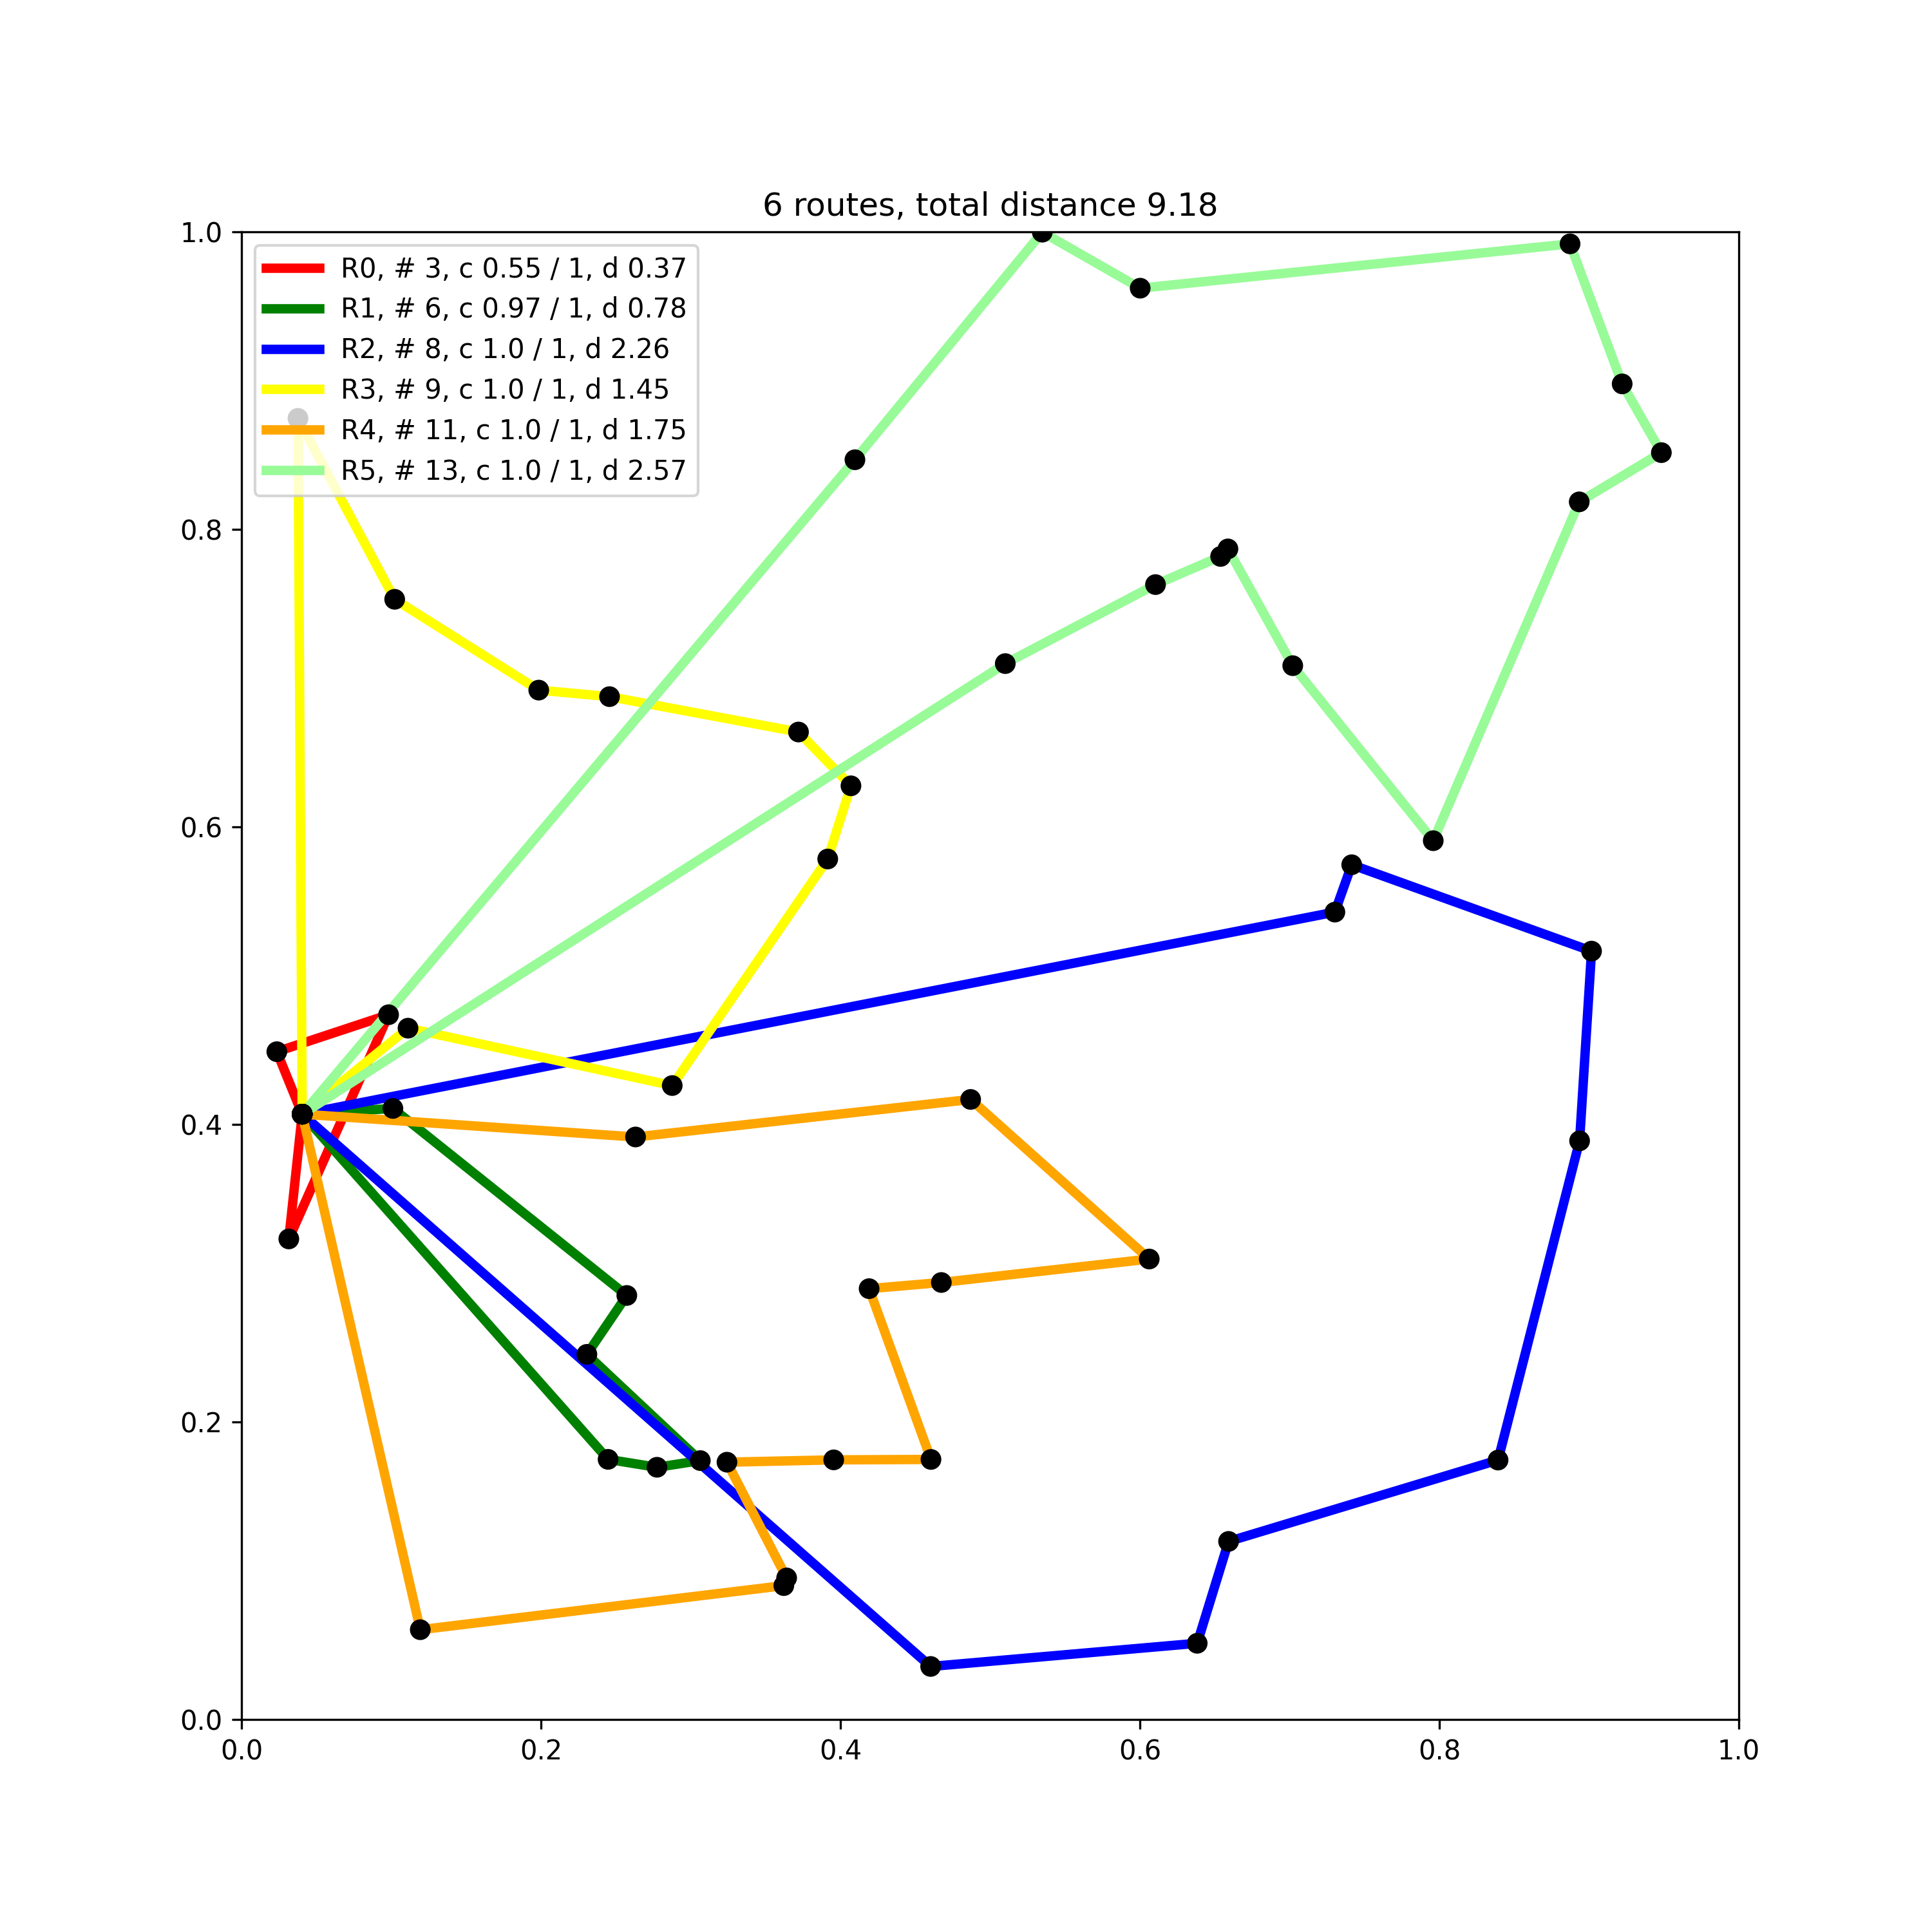 6 routes, total distance 9.18
1.0
R0, # 3, c 0.55 / 1, d 0.37
R1, # 6, c 0.97 / 1, d 0.78
R2, # 8, c 1.0 / 1, d 2.26
R3, # 9, c 1.0 / 1, d 1.45
R4, # 11, c 1.0 / 1, d 1.75
R5, # 13, c 1.0 / 1, d 2.57
0.8
0.6
0.4
0.2
0.0
0.0 0.2 0.4 0.6 0.8 1.0